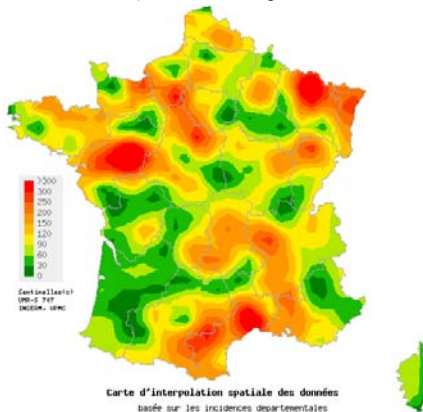 >300
300
250
200
150
120
90
60
30
0
Sentinelles(c)
UMR-S 707
INSERM, UPMC
Carte d'interpolation spatiale des données
basée sur les incidences departementales